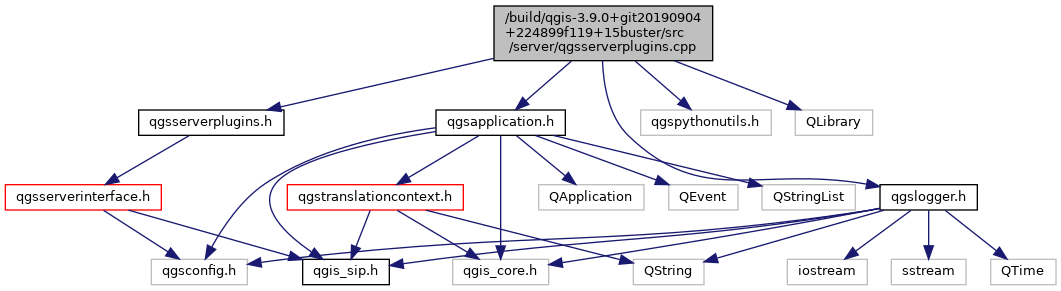 /build/qgis-3.9.0+git20190904
+224899f119+15buster/src
/server/qgsserverplugins.cpp
qgsserverplugins.h
qgsapplication.h
qgspythonutils.h
QLibrary
qgsserverinterface.h
qgstranslationcontext.h
QApplication
QEvent
QStringList
qgslogger.h
qgsconfig.h
qgis_sip.h
qgis_core.h
QString
iostream
sstream
QTime